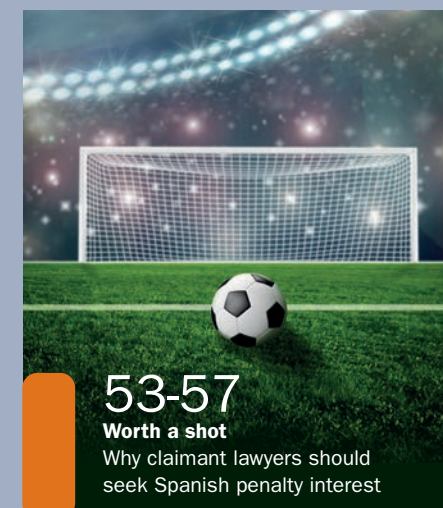 53-57
Worth a shot
Why claimant lawyers should
seek Spanish penalty interest